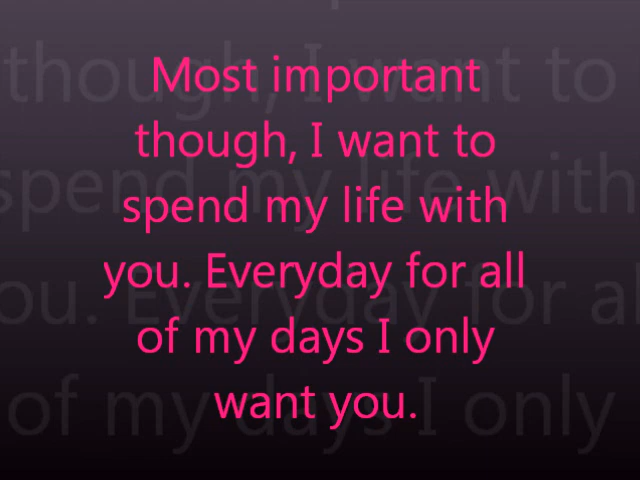 Most important
though, I want to
spend my life with
you. Everyday for all
of my days I only
want you.